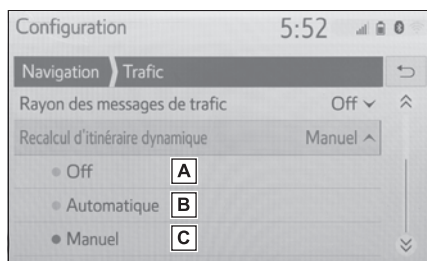 Configuration 5:52
Navigation Trafic
Rayon des messages de trafic Off
Recalcul d'itinéraire dynamique Manuel
Off A
Automatique B
Manuel C